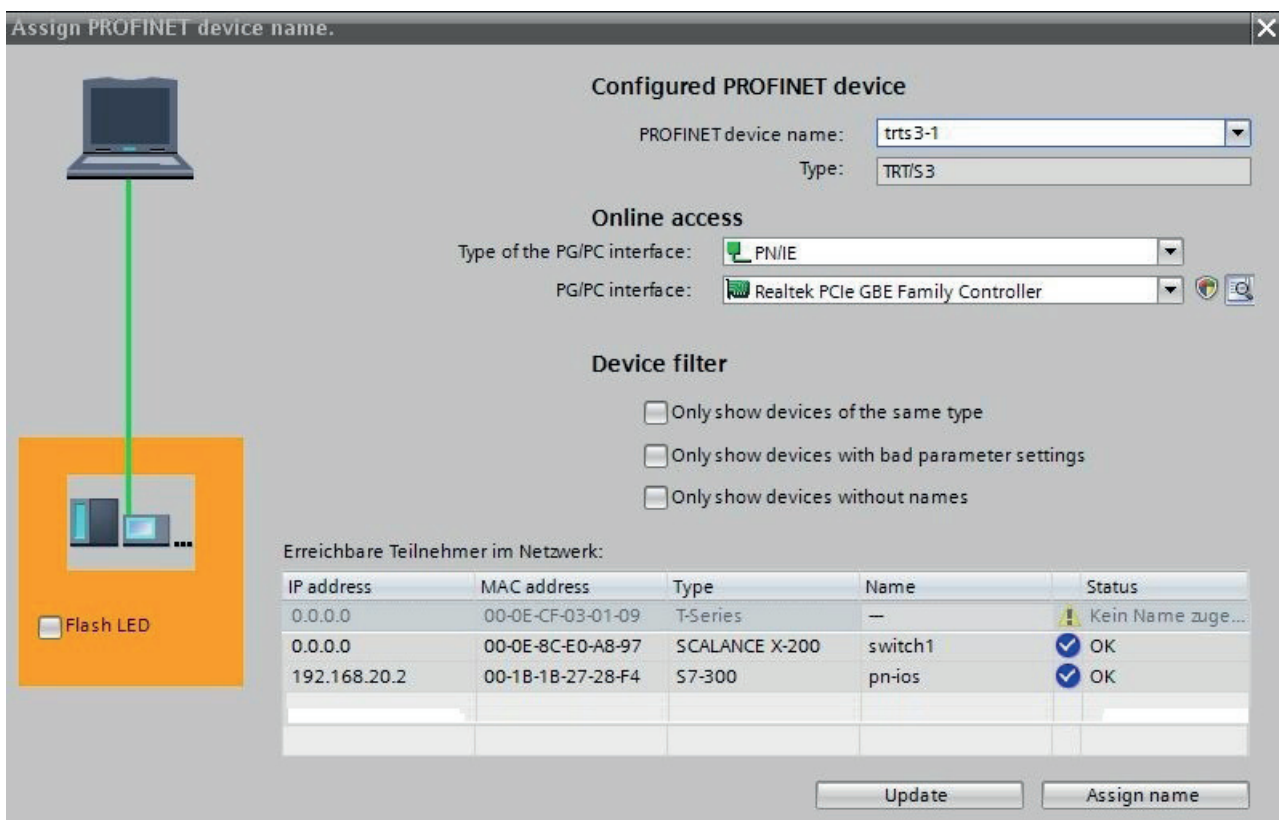 Assign PROFINET device name.
Configured PROFINET device
PROFINET device name: trts3-1
Type: TRT/S3
Online access
Type of the PG/PC interface: PN/IE
PG/PC interface: Realtek PCIe GBE Family Controller
Device filter
Only show devices of the same type
Only show devices with bad parameter settings
Only show devices without names
Erreichbare Teilnehmer im Netzwerk:
IP address MAC address Type Name Status
0.0.0.0 00-0E-CF-03-01-09 T-Series — Kein Name zuge...
0.0.0.0 00-0E-8C-E0-A8-97 SCALANCE X-200 switch1 OK
192.168.20.2 00-1B-1B-27-28-F4 S7-300 pn-ios OK
Flash LED
Update Assign name